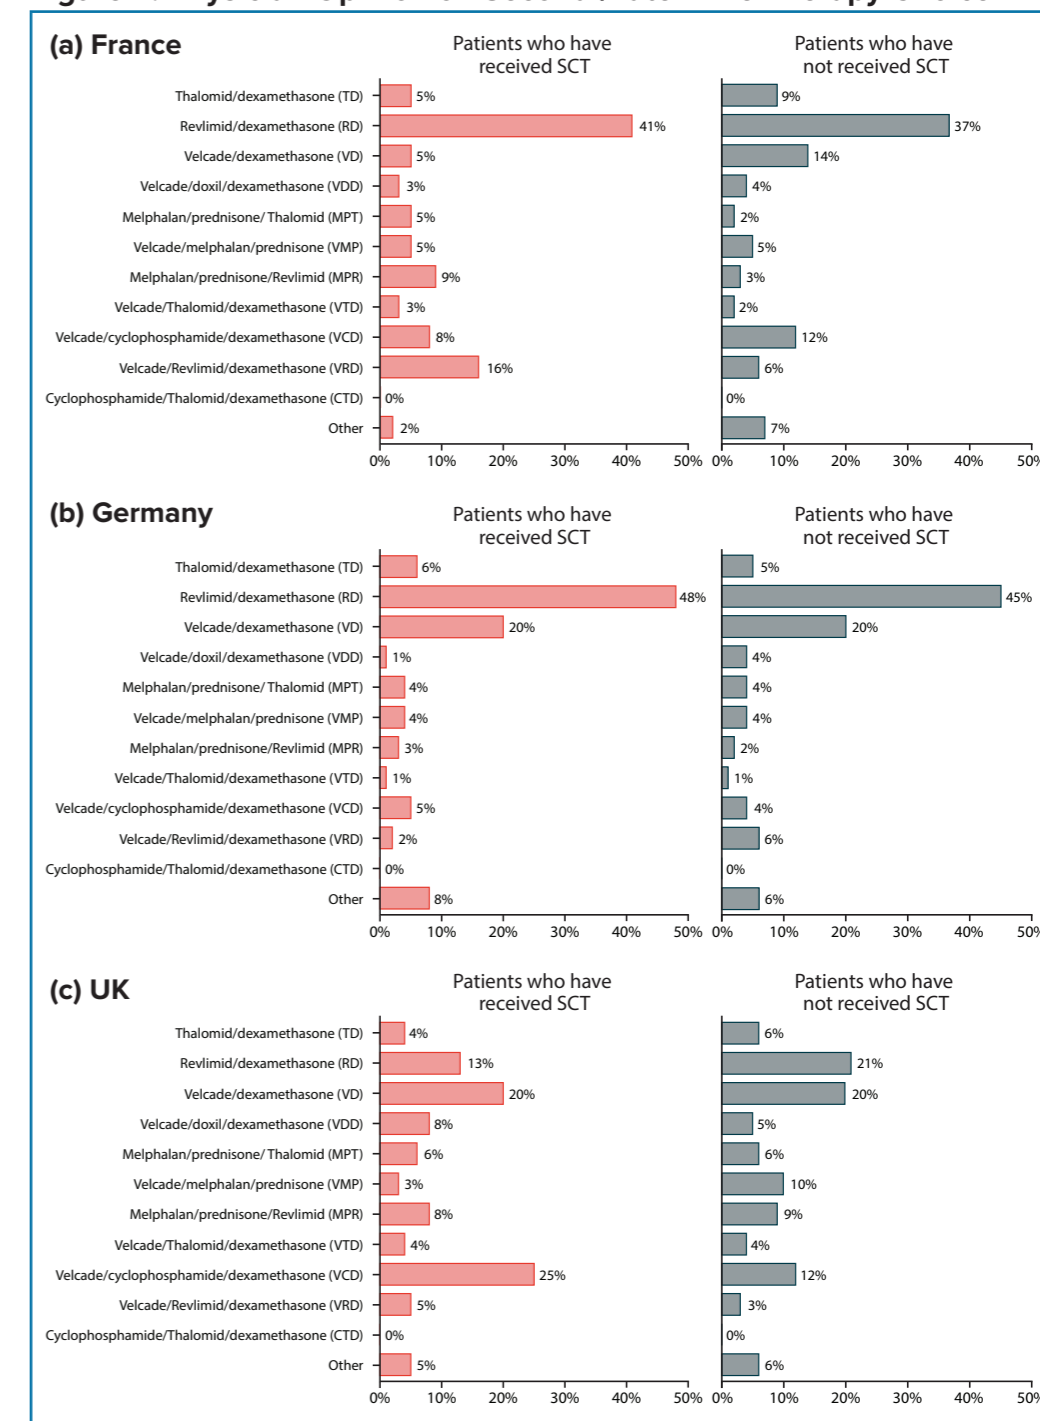 (a) France
Patients who have
received SCT
Patients who have
not received SCT
Thalomid/dexamethasone (TD) 5% 9%
Revlimid/dexamethasone (RD) 41% 37%
Velcade/dexamethasone (VD) 5% 14%
Velcade/doxil/dexamethasone (VDD) 3% 4%
Melphalan/prednisone/Thalomid (MPT) 5% 2%
Velcade/melphalan/prednisone (VMP) 5% 5%
Melphalan/prednisone/Revlimid (MPR) 9% 3%
Velcade/Thalomid/dexamethasone (VTD) 3% 2%
Velcade/cyclophosphamide/dexamethasone (VCD) 8% 12%
Velcade/Revlimid/dexamethasone (VRD) 16% 6%
Cyclophosphamide/Thalomid/dexamethasone (CTD) 0% 0%
Other 2% 7%
0% 10% 20% 30% 40% 50% 0% 10% 20% 30% 40% 50%
(b) Germany
Patients who have
received SCT
Patients who have
not received SCT
Thalomid/dexamethasone (TD) 6% 5%
Revlimid/dexamethasone (RD) 48% 45%
Velcade/dexamethasone (VD) 20% 20%
Velcade/doxil/dexamethasone (VDD) 1% 4%
Melphalan/prednisone/Thalomid (MPT) 4% 4%
Velcade/melphalan/prednisone (VMP) 4% 4%
Melphalan/prednisone/Revlimid (MPR) 3% 2%
Velcade/Thalomid/dexamethasone (VTD) 1% 1%
Velcade/cyclophosphamide/dexamethasone (VCD) 5% 4%
Velcade/Revlimid/dexamethasone (VRD) 2% 6%
Cyclophosphamide/Thalomid/dexamethasone (CTD) 0% 0%
Other 8% 6%
0% 10% 20% 30% 40% 50% 0% 10% 20% 30% 40% 50%
(c) UK
Patients who have
received SCT
Patients who have
not received SCT
Thalomid/dexamethasone (TD) 4% 6%
Revlimid/dexamethasone (RD) 13% 21%
Velcade/dexamethasone (VD) 20% 20%
Velcade/doxil/dexamethasone (VDD) 8% 5%
Melphalan/prednisone/Thalomid (MPT) 6% 6%
Velcade/melphalan/prednisone (VMP) 3% 10%
Melphalan/prednisone/Revlimid (MPR) 8% 9%
Velcade/Thalomid/dexamethasone (VTD) 4% 4%
Velcade/cyclophosphamide/dexamethasone (VCD) 25% 12%
Velcade/Revlimid/dexamethasone (VRD) 5% 3%
Cyclophosphamide/Thalomid/dexamethasone (CTD) 0% 0%
Other 5% 6%
0% 10% 20% 30% 40% 50% 0% 10% 20% 30% 40% 50%